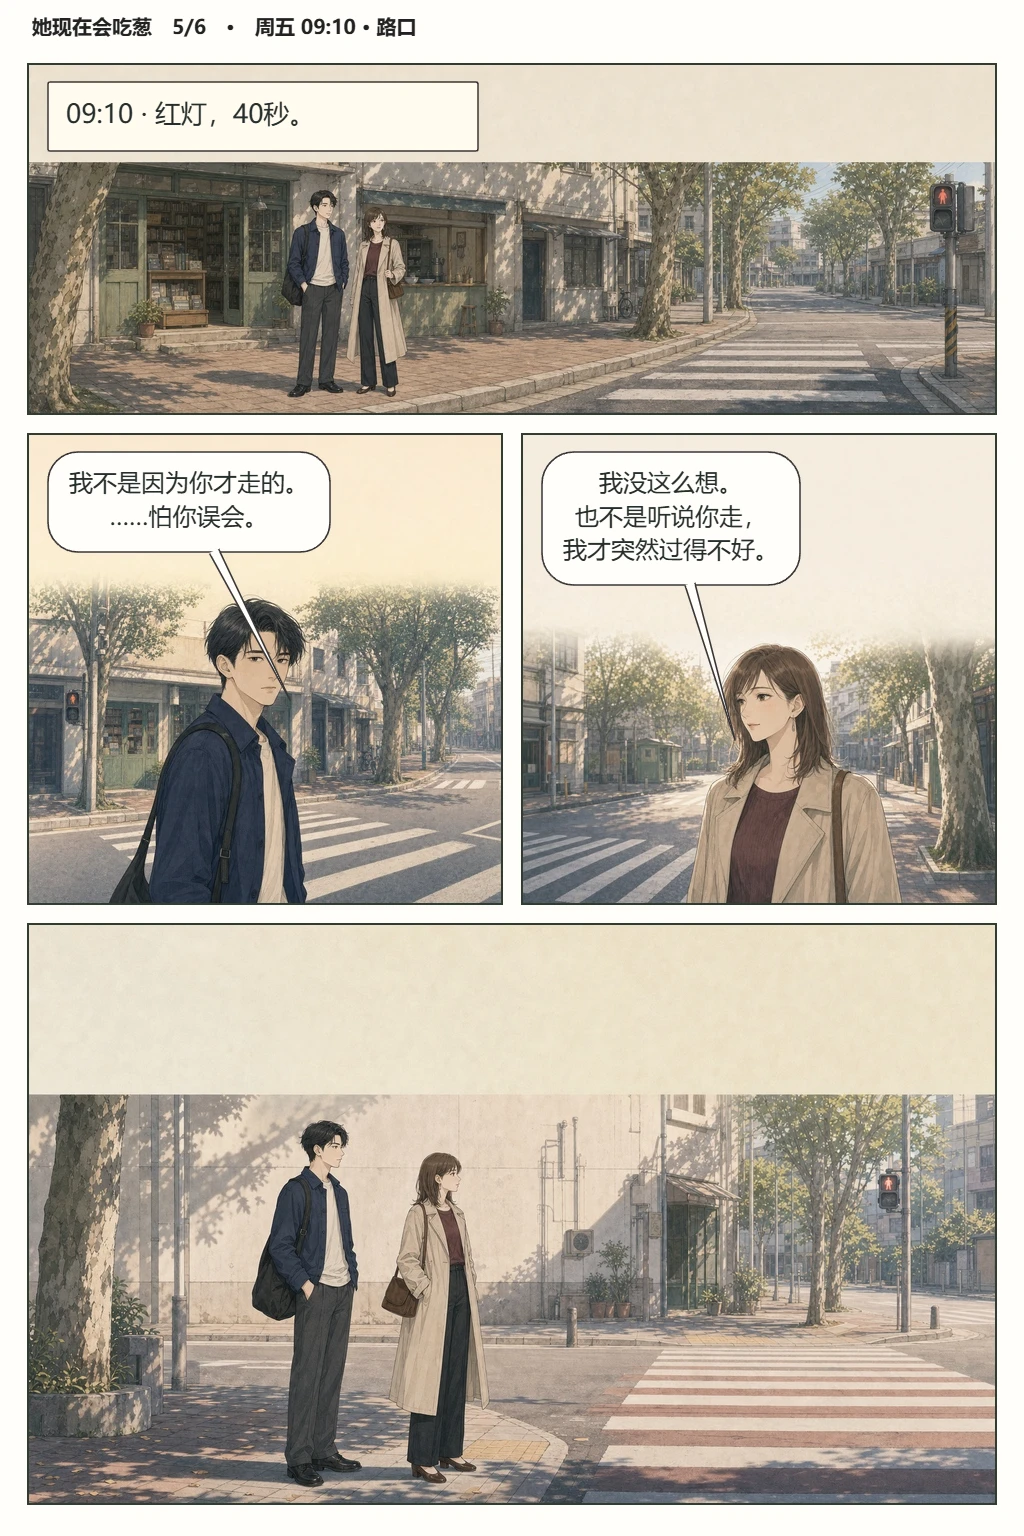 她现在会吃葱 5/6 • 周五 09:10 • 路口
09:10 · 红灯，40秒。
我不是因为你才走的。
……怕你误会。
我没这么想。
也不是听说你走，
我才突然过得不好。